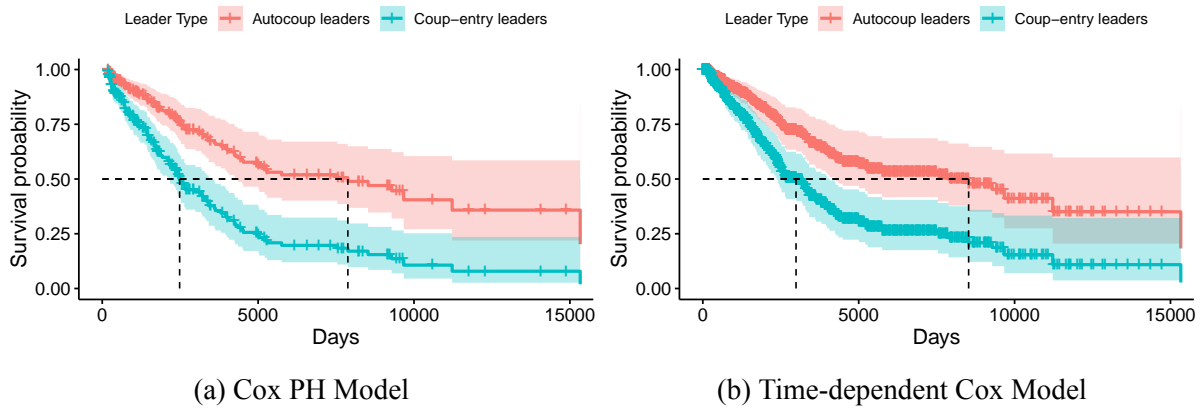 Leader Type Autocoup leaders Coup−entry leaders
Survival probability
1.00
0.75
0.50
0.25
0.00
0 5000 10000 15000
Days
(a) Cox PH Model
Leader Type Autocoup leaders Coup−entry leaders
Survival probability
1.00
0.75
0.50
0.25
0.00
0 5000 10000 15000
Days
(b) Time-dependent Cox Model